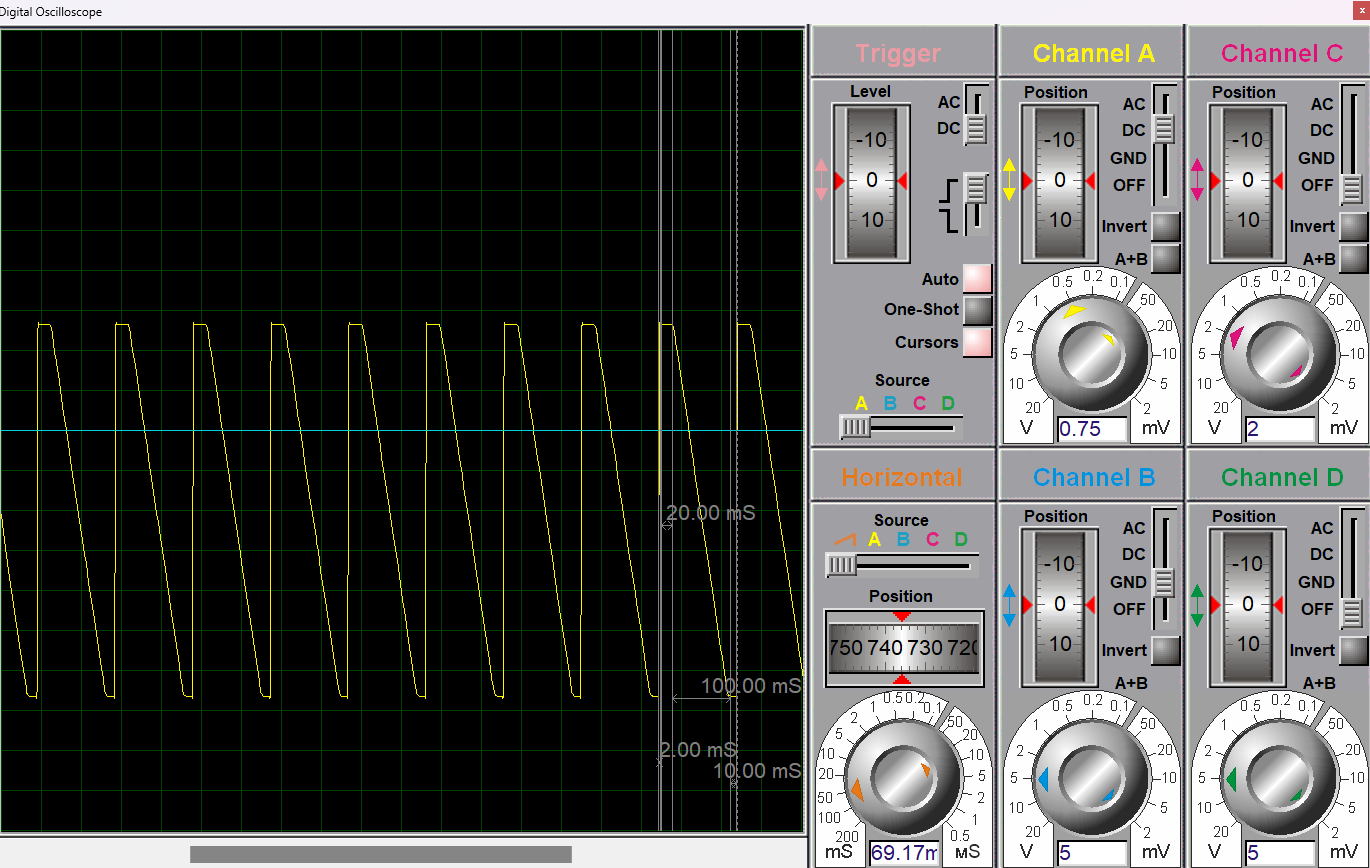 Digital Oscilloscope
x
20.00 mS
100.00 mS
2.00 mS
10.00 mS
Trigger
Level
-10
0
10
AC
DC
Auto
One-Shot
Cursors
Source
A B C D
Channel A
Position
-10
0
10
AC
DC
GND
OFF
Invert
A+B
20 10 5 2 1 0.5 0.2 0.1 50 20 10 5 2
V 0.75 mV
Channel C
Position
-10
0
10
AC
DC
GND
OFF
Invert
A+B
20 10 5 2 1 0.5 0.2 0.1 50 20 10 5 2
V 2 mV
Horizontal
Source
A B C D
Position
750 740 730 720
200 100 50 20 10 5 2 1 0.5 0.2 0.1 50 20 10 5 2 1 0.5
mS 69.17m µS
Channel B
Position
-10
0
10
AC
DC
GND
OFF
Invert
A+B
20 10 5 2 1 0.5 0.2 0.1 50 20 10 5 2
V 5 mV
Channel D
Position
-10
0
10
AC
DC
GND
OFF
Invert
A+B
20 10 5 2 1 0.5 0.2 0.1 50 20 10 5 2
V 5 mV